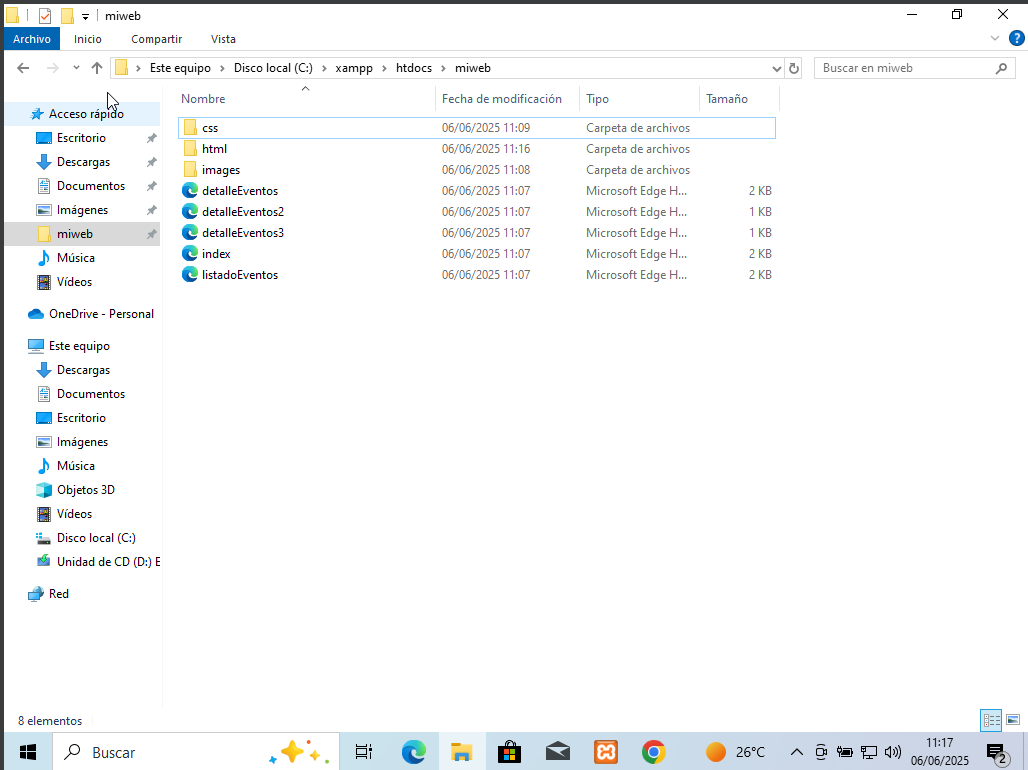 miweb
Archivo Inicio Compartir Vista
Este equipo > Disco local (C:) > xampp > htdocs > miweb
Buscar en miweb
Nombre Fecha de modificación Tipo Tamaño
Acceso rápido
Escritorio
Descargas
Documentos
Imágenes
miweb
Música
Vídeos
OneDrive - Personal
Este equipo
Descargas
Documentos
Escritorio
Imágenes
Música
Objetos 3D
Vídeos
Disco local (C:)
Unidad de CD (D:) E
Red
css 06/06/2025 11:09 Carpeta de archivos
html 06/06/2025 11:16 Carpeta de archivos
images 06/06/2025 11:08 Carpeta de archivos
detalleEventos 06/06/2025 11:07 Microsoft Edge H... 2 KB
detalleEventos2 06/06/2025 11:07 Microsoft Edge H... 1 KB
detalleEventos3 06/06/2025 11:07 Microsoft Edge H... 1 KB
index 06/06/2025 11:07 Microsoft Edge H... 2 KB
listadoEventos 06/06/2025 11:07 Microsoft Edge H... 2 KB
8 elementos
Buscar
26°C
11:17
06/06/2025
2